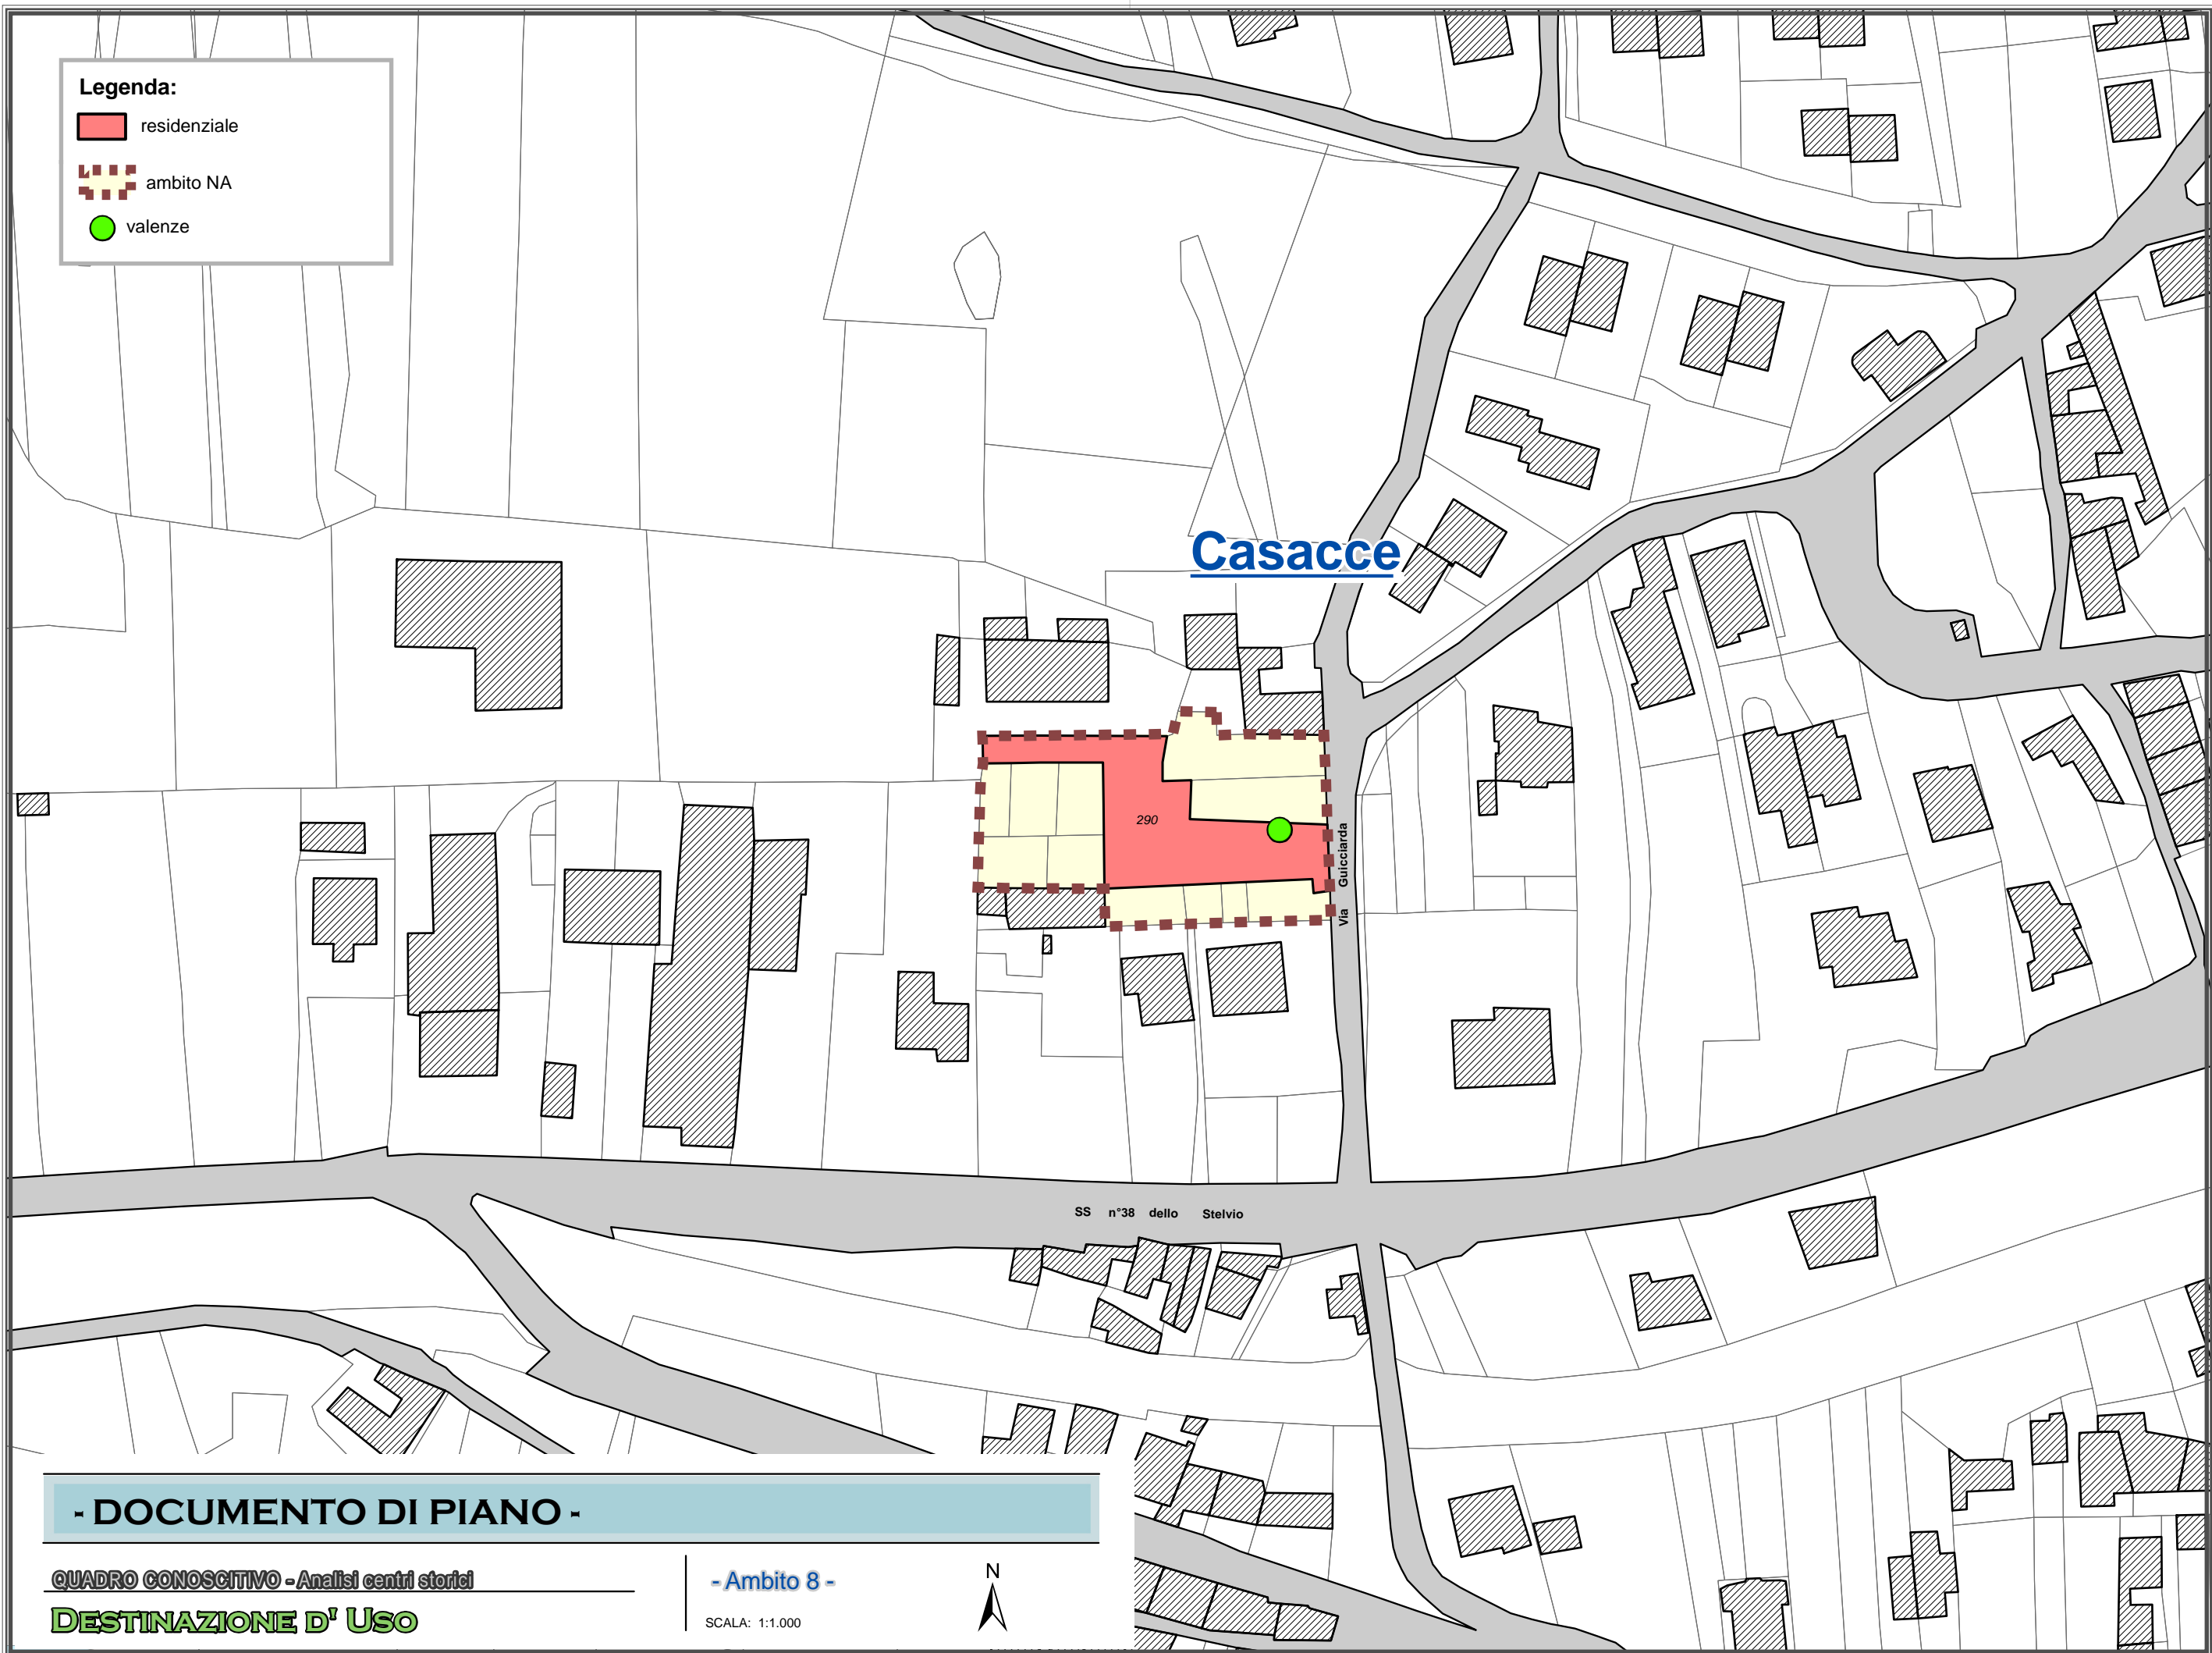 Legenda:
residenziale
ambito NA
valenze
Casacce
290
Via Guicciarda
SS n°38 dello Stelvio
- DOCUMENTO DI PIANO -
QUADRO CONOSCITIVO - Analisi centri storici
DESTINAZIONE D' USO
- Ambito 8 -
SCALA: 1:1.000
N